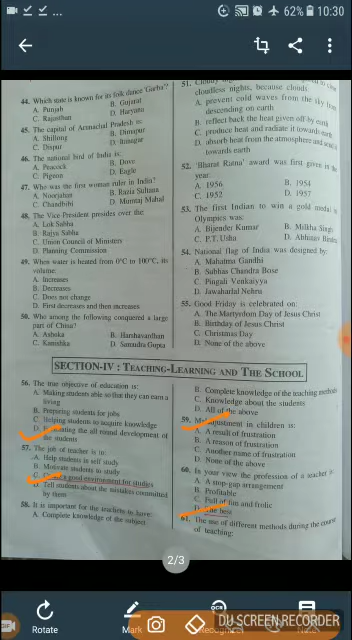 62% 10:30
44. Which state is known for its folk dance 'Garba'?
A. Punjab B. Gujarat
C. Rajasthan D. Haryana
45. The capital of Arunachal Pradesh is:
A. Shillong B. Dinapur
C. Dispur D. Itanagar
46. The national bird of India is:
A. Peacock B. Dove
C. Pigeon D. Eagle
47. Who was the first woman ruler in India?
A. Noorjahan B. Razia Sultana
C. Chandbibi D. Mumtaj Mahal
48. The Vice President presides over the
A. Lok Sabha
B. Rajya Sabha
C. Union Council of Ministers
D. Planning Commission
49. When water is heated from 0°C to 100°C, its
volume:
A. Increases
B. Decreases
C. Does not change
D. First decreases and then increases
50. Who among the following conquered a large
part of China?
A. Ashoka B. Harshavardhan
C. Kanishka D. Samudra Gupta
51.
cloudless nights, because clouds:
A. prevent cold waves from the sky from
descending on earth
B. reflect back the heat given off by earth
C. produce heat and radiate it towards earth
D. absorb heat from the atmosphere and send it
towards earth
52. 'Bharat Ratna' award was first given in the
year:
A. 1956 B. 1954
C. 1952 D. 1957
53. The first Indian to win a gold medal in
Olympics was:
A. Bijender Kumar B. Milkha Singh
C. P.T. Usha D. Abhinav Bindra
54. National flag of India was designed by:
A. Mahatma Gandhi
B. Subhas Chandra Bose
C. Pingali Venkaiyya
D. Jawaharlal Nehru
55. Good Friday is celebrated on:
A. The Martyrdom Day of Jesus Christ
B. Birthday of Jesus Christ
C. Christmas Day
D. None of the above
SECTION-IV : TEACHING-LEARNING AND THE SCHOOL
56. The true objective of education is:
A. Making students able so that they can earn a
living
B. Preparing students for jobs
C. Helping students to acquire knowledge
D. the all round development of
the students
57. The job of teacher is to:
A. Help students in self study
B. Motivate students to study
C. good environment for studies
D. Tell students about the mistakes committed
by them
58. It is important for the teachers to have:
A. Complete knowledge of the subject
B. Complete knowledge of the teaching methods
C. Knowledge about the students
D. All of the above
59. in children is:
A. A result of frustration
B. A reason of frustration
C. Another name of frustration
D. None of the above
60. In your view the profession of a teacher is:
A. A stop-gap arrangement
B. Profitable
C. Full of fun and frolic
D. The best
61. The use of different methods during the course
of teaching:
2/3
Rotate
Mark
DU SCREEN RECORDER
GIF
OCR